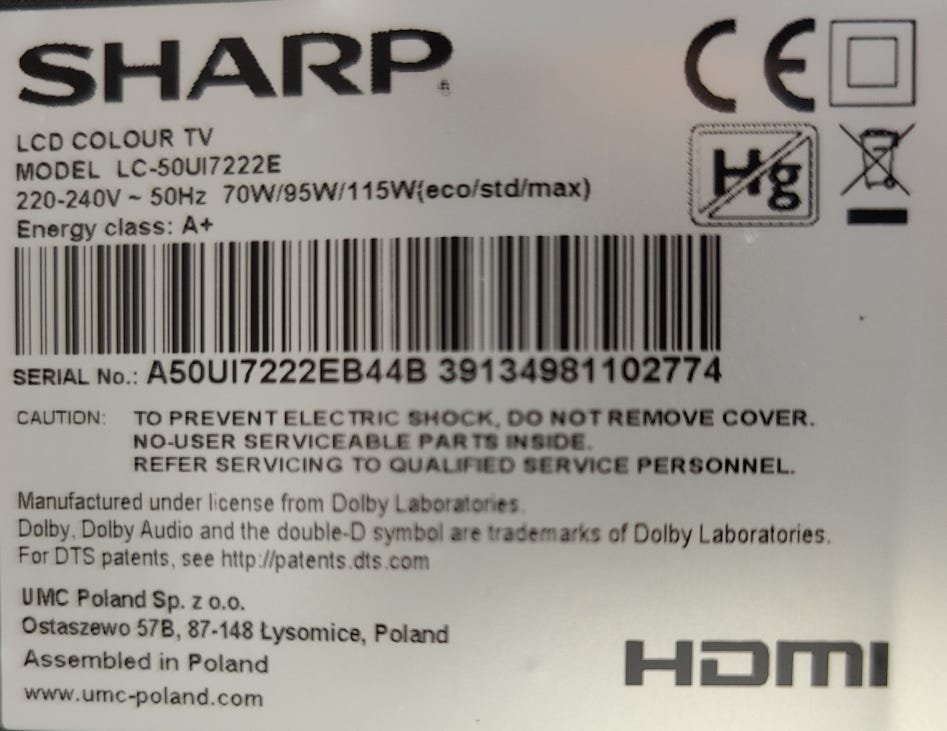 SHARP
LCD COLOUR TV
MODEL LC-50UI7222E
220-240V ~ 50Hz 70W/95W/115W(eco/std/max)
Energy class: A+
CE
Hg
SERIAL No.: A50UI7222EB44B 39134981102774
CAUTION: TO PREVENT ELECTRIC SHOCK, DO NOT REMOVE COVER.
NO-USER SERVICEABLE PARTS INSIDE.
REFER SERVICING TO QUALIFIED SERVICE PERSONNEL.
Manufactured under license from Dolby Laboratories.
Dolby, Dolby Audio and the double-D symbol are trademarks of Dolby Laboratories.
For DTS patents, see http://patents.dts.com
UMC Poland Sp. z o.o.
Ostaszewo 57B, 87-148 Łysomice, Poland
Assembled in Poland
www.umc-poland.com
HDMI